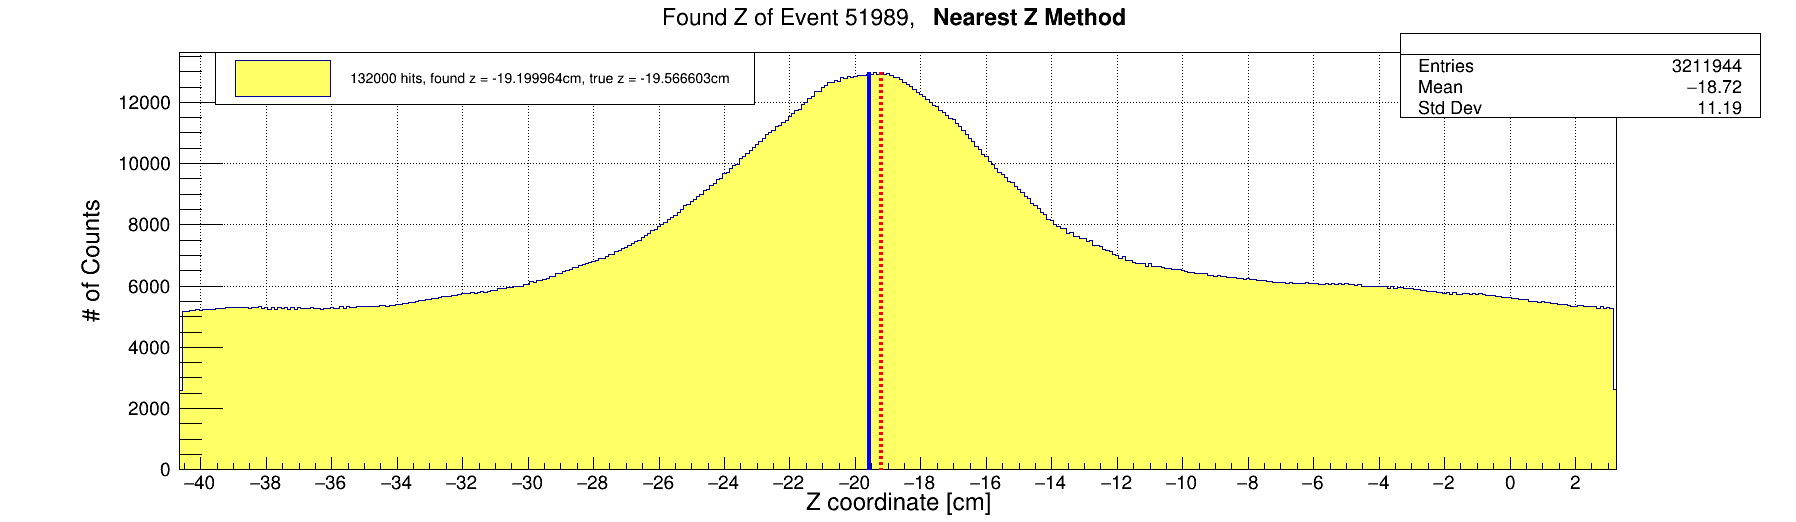 Found Z of Event 51989, Nearest Z Method
132000 hits, found z = -19.199964cm, true z = -19.566603cm
Entries 3211944
Mean −18.72
Std Dev 11.19
# of Counts
12000
10000
8000
6000
4000
2000
0
−40 −38 −36 −34 −32 −30 −28 −26 −24 −22 −20 −18 −16 −14 −12 −10 −8 −6 −4 −2 0 2
Z coordinate [cm]